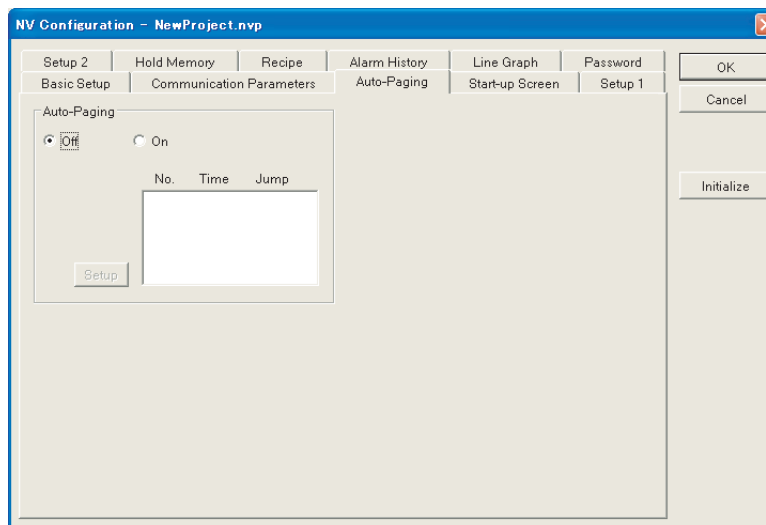 NV Configuration - NewProject.nvp
Setup 2 Hold Memory Recipe Alarm History Line Graph Password
Basic Setup Communication Parameters Auto-Paging Start-up Screen Setup 1
OK
Cancel
Initialize
Auto-Paging
Off On
No. Time Jump
Setup